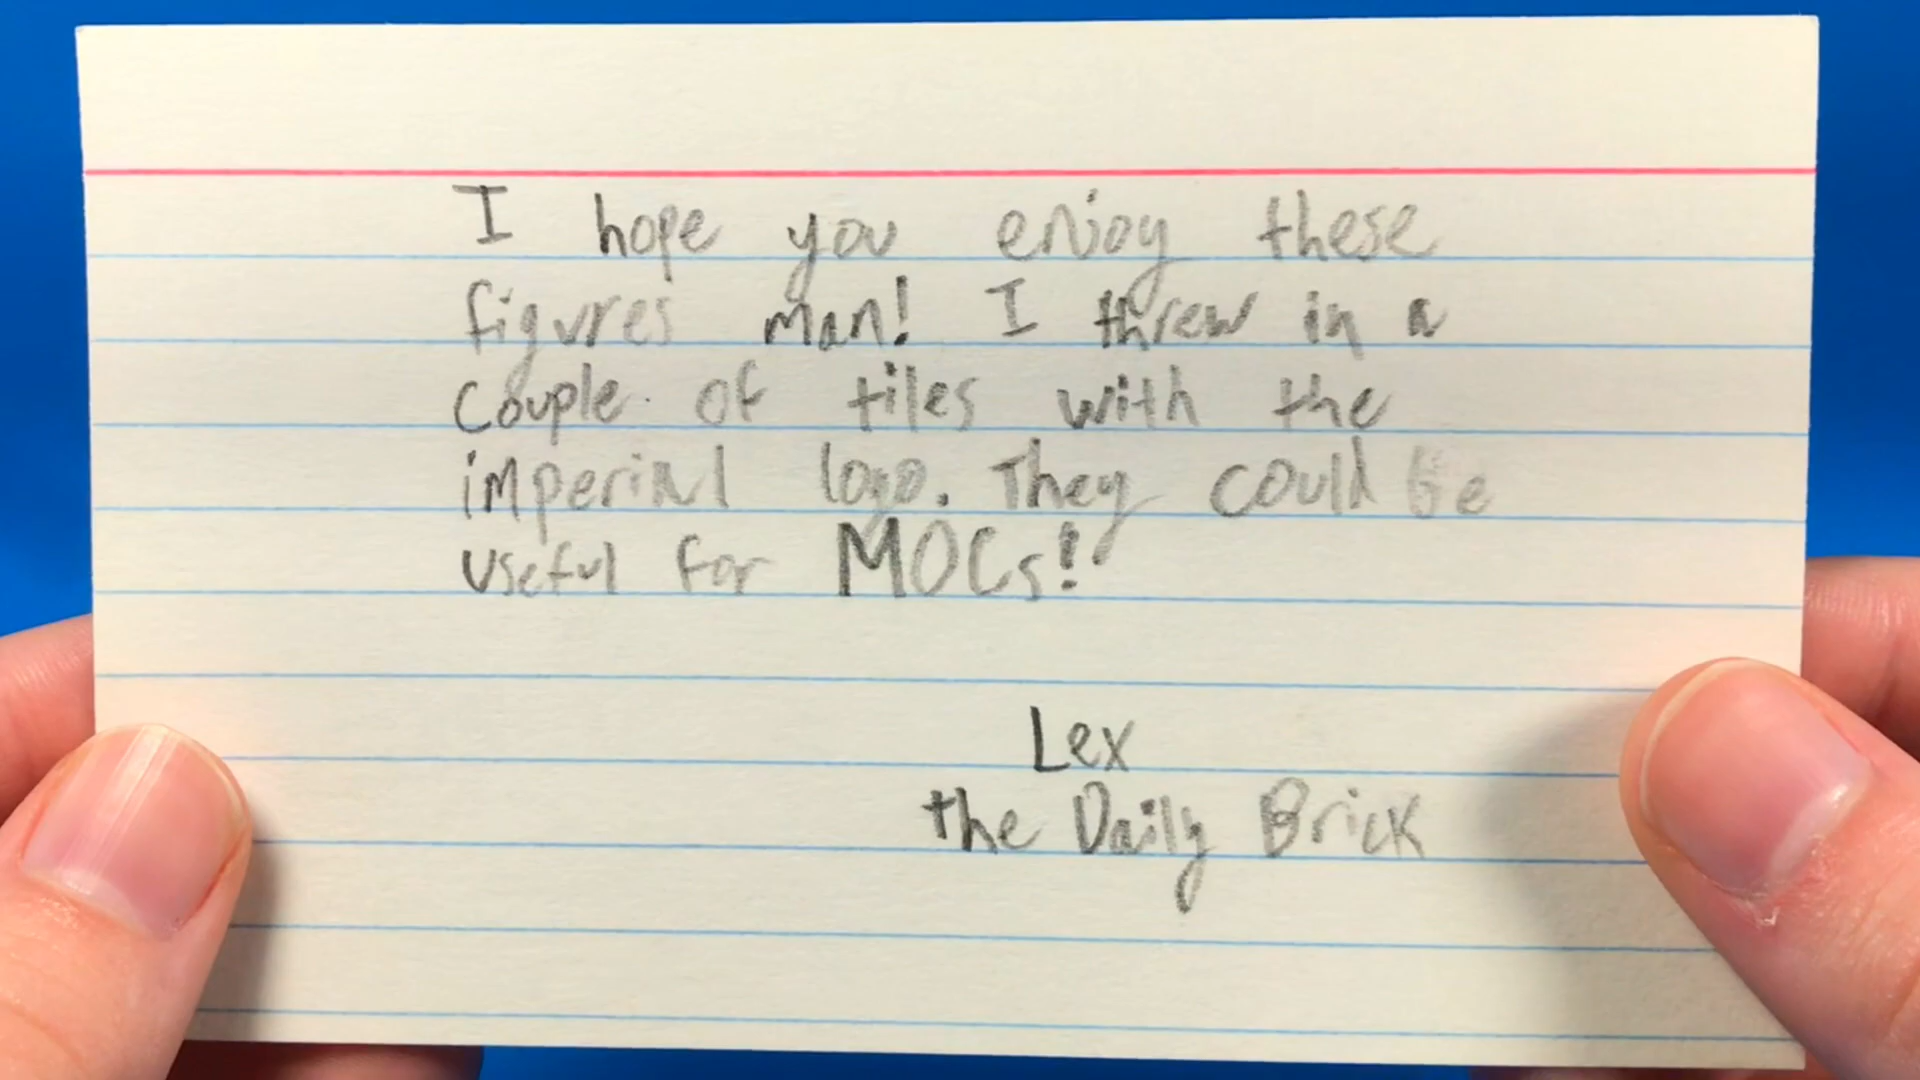 I hope you enjoy these
figures man! I threw in a
couple of tiles with the
imperial logo. They could be
useful for MOCs!
Lex
the Daily Brick